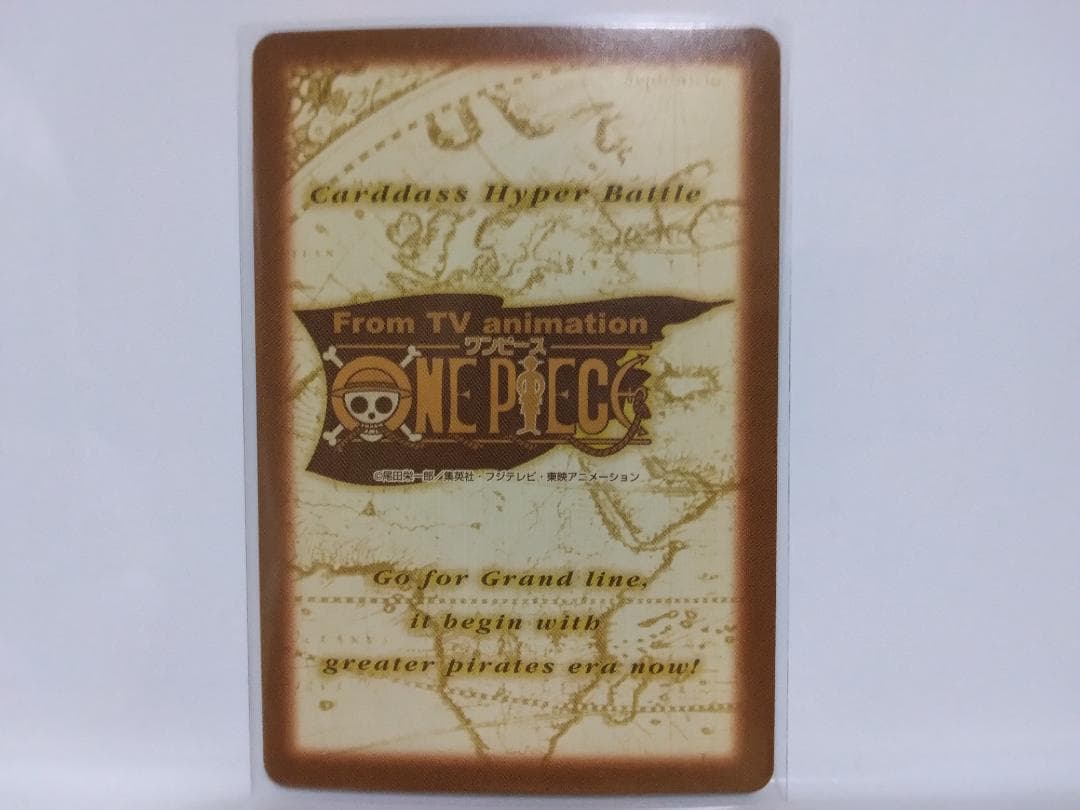 Carddass Hyper Battle
From TV animation
ワンピース
ONE PIECE
©尾田栄一郎/集英社・フジテレビ・東映アニメーション
Go for Grand line,
it begin with
greater pirates era now!